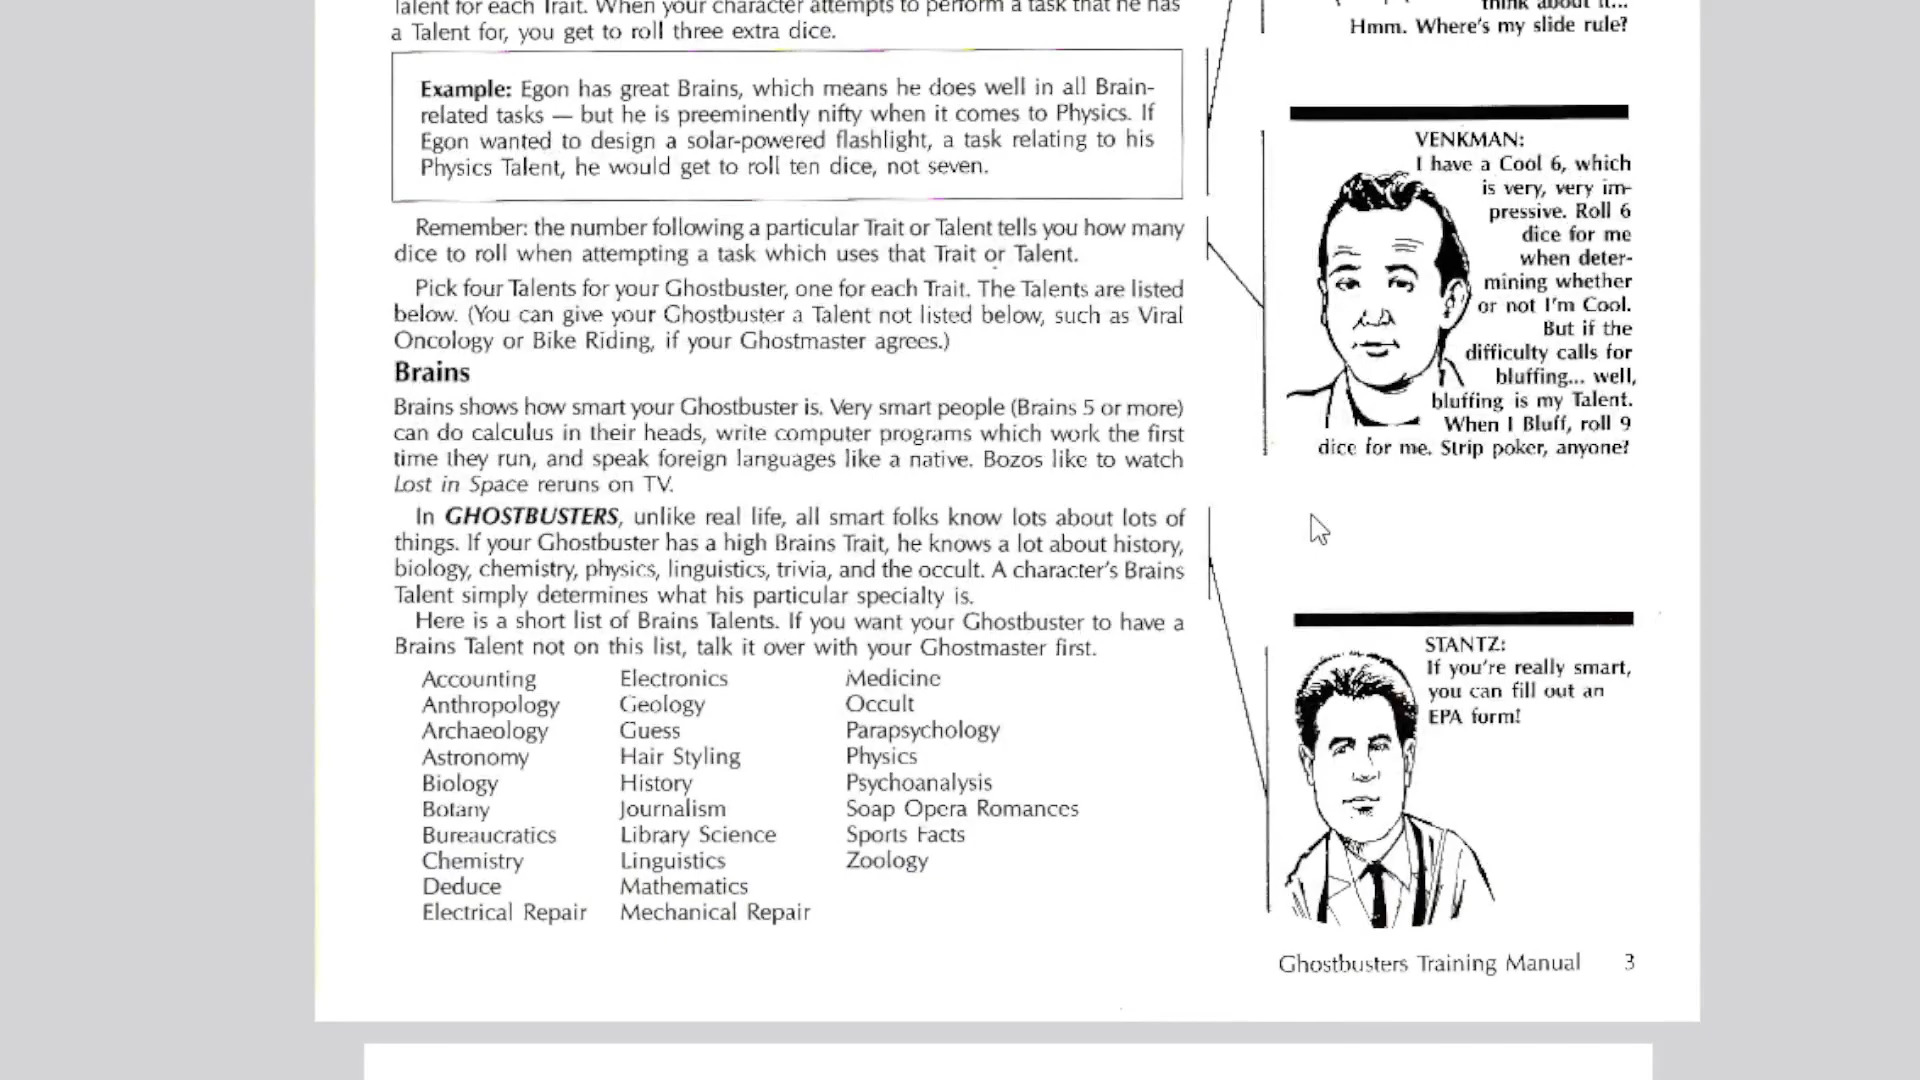 Talent for each Trait. When your character attempts to perform a task that he has
a Talent for, you get to roll three extra dice.
Example: Egon has great Brains, which means he does well in all Brain-
related tasks — but he is preeminently nifty when it comes to Physics. If
Egon wanted to design a solar-powered flashlight, a task relating to his
Physics Talent, he would get to roll ten dice, not seven.
Remember: the number following a particular Trait or Talent tells you how many
dice to roll when attempting a task which uses that Trait or Talent.
Pick four Talents for your Ghostbuster, one for each Trait. The Talents are listed
below. (You can give your Ghostbuster a Talent not listed below, such as Viral
Oncology or Bike Riding, if your Ghostmaster agrees.)
Brains
Brains shows how smart your Ghostbuster is. Very smart people (Brains 5 or more)
can do calculus in their heads, write computer programs which work the first
time they run, and speak foreign languages like a native. Bozos like to watch
Lost in Space reruns on TV.
In GHOSTBUSTERS, unlike real life, all smart folks know lots about lots of
things. If your Ghostbuster has a high Brains Trait, he knows a lot about history,
biology, chemistry, physics, linguistics, trivia, and the occult. A character's Brains
Talent simply determines what his particular specialty is.
Here is a short list of Brains Talents. If you want your Ghostbuster to have a
Brains Talent not on this list, talk it over with your Ghostmaster first.
Accounting
Anthropology
Archaeology
Astronomy
Biology
Botany
Bureaucratics
Chemistry
Deduce
Electrical Repair
Electronics
Geology
Guess
Hair Styling
History
Journalism
Library Science
Linguistics
Mathematics
Mechanical Repair
Medicine
Occult
Parapsychology
Physics
Psychoanalysis
Soap Opera Romances
Sports Facts
Zoology
think about it...
Hmm. Where's my slide rule?
VENKMAN:
I have a Cool 6, which
is very, very im-
pressive. Roll 6
dice for me
when deter-
mining whether
or not I'm Cool.
But if the
difficulty calls for
bluffing... well,
bluffing is my Talent.
When I Bluff, roll 9
dice for me. Strip poker, anyone?
STANTZ:
If you're really smart,
you can fill out an
EPA form!
Ghostbusters Training Manual 3